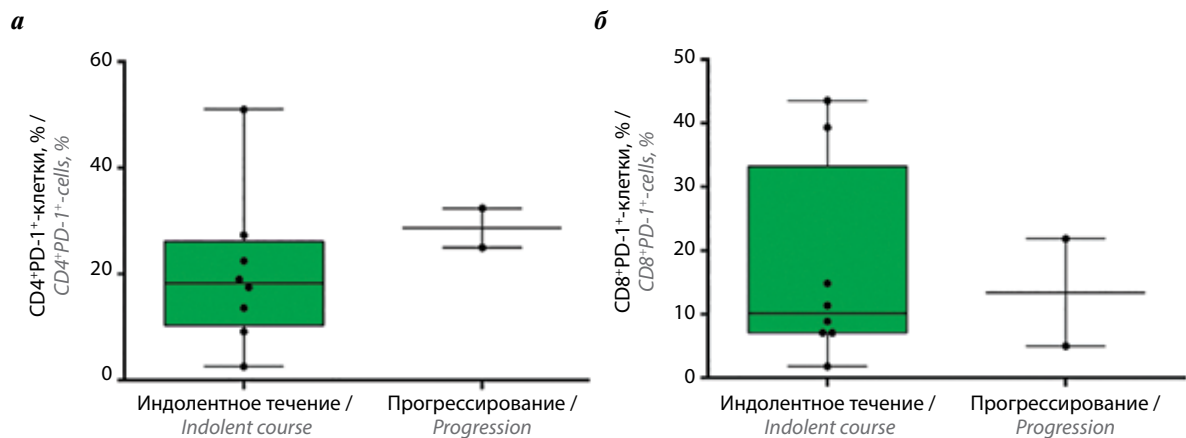 а
60
40
20
0
CD4⁺PD-1⁺-клетки, % /
CD4⁺PD-1⁺-cells, %
Индолентное течение /
Indolent course
Прогрессирование /
Progression
б
50
40
30
20
10
0
CD8⁺PD-1⁺-клетки, % /
CD8⁺PD-1⁺-cells, %
Индолентное течение /
Indolent course
Прогрессирование /
Progression